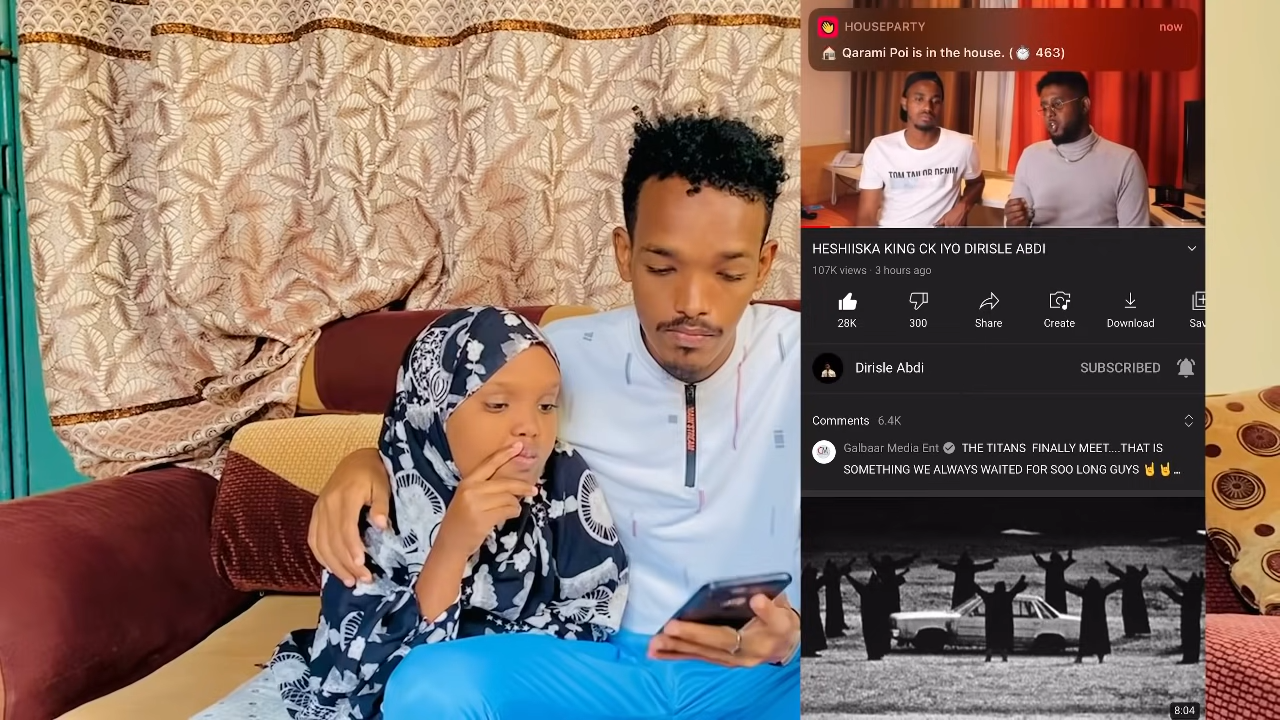 HOUSEPARTY
now
Qarami Poi is in the house. (⏱ 463)
TOM TAILOR DENIM
HESHIISKA KING CK IYO DIRISLE ABDI
107K views · 3 hours ago
28K
300
Share
Create
Download
Sav
Dirisle Abdi
SUBSCRIBED
Comments 6.4K
Galbaar Media Ent THE TITANS FINALLY MEET...THAT IS
SOMETHING WE ALWAYS WAITED FOR SOO LONG GUYS 🤘🤘...
8:04